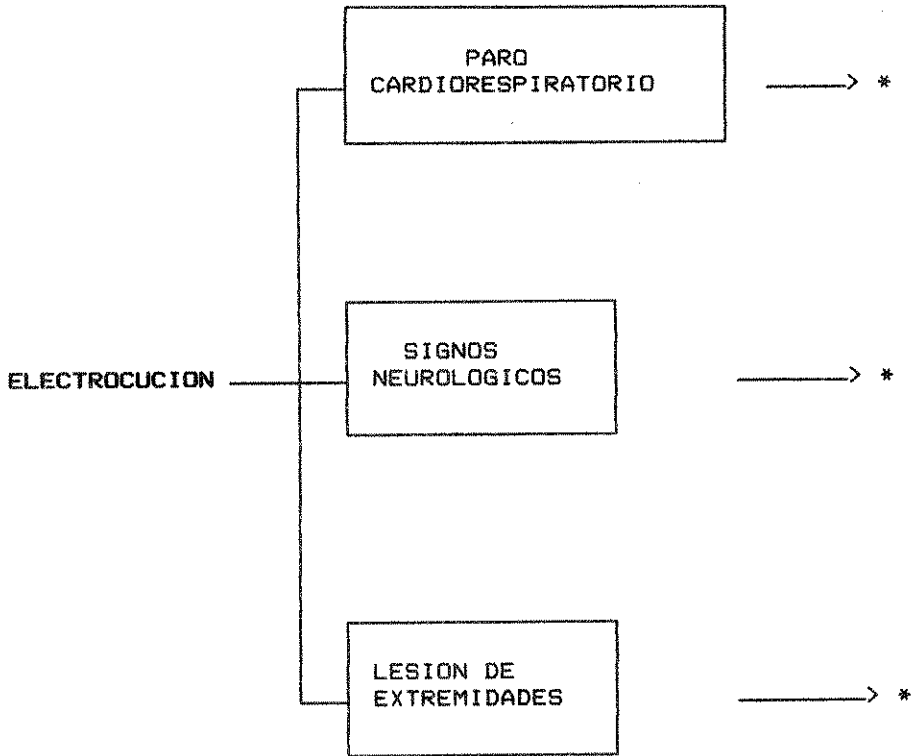 PARO
CARDIORESPIRATORIO
————> *
SIGNOS
NEUROLOGICOS
————> *
ELECTROCUCION
LESION DE
EXTREMIDADES
————> *